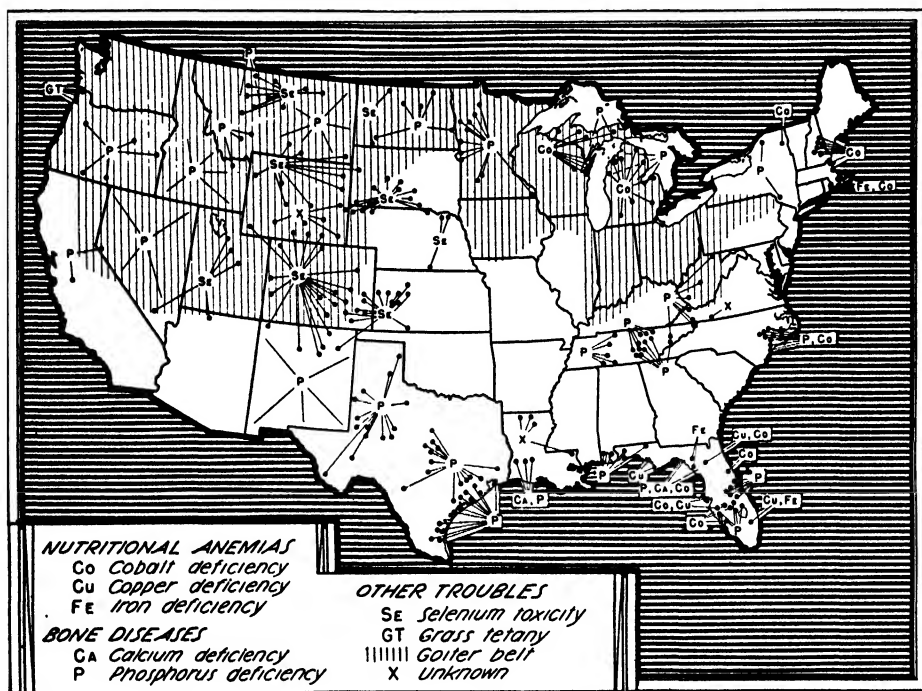 P
GT
Se
Se
P
P
P
Co
P
P
P
Co
P
Co
Co
Fe, Co
P
P
Se
X
Se
Se
P
P
P
Se
Se
Se
P
X
P
P
P
P, Co
P
P
P
X
P
P
Ca, P
P
Cu
Fe
Cu, Co
Co
P
P, Ca, Co
Co, Cu
Cu, Fe
Co
P
NUTRITIONAL ANEMIAS
Co Cobalt deficiency
Cu Copper deficiency
Fe Iron deficiency
BONE DISEASES
Ca Calcium deficiency
P Phosphorus deficiency
OTHER TROUBLES
Se Selenium toxicity
GT Grass tetany
Goiter belt
X Unknown